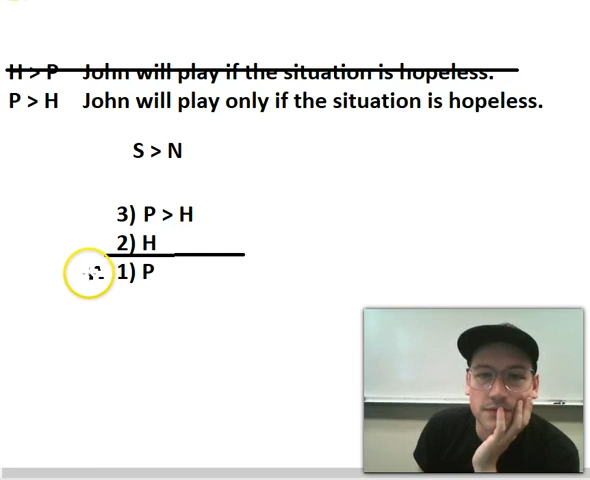 H > P John will play if the situation is hopeless.
P > H John will play only if the situation is hopeless.
S > N
3) P > H
2) H
1) P